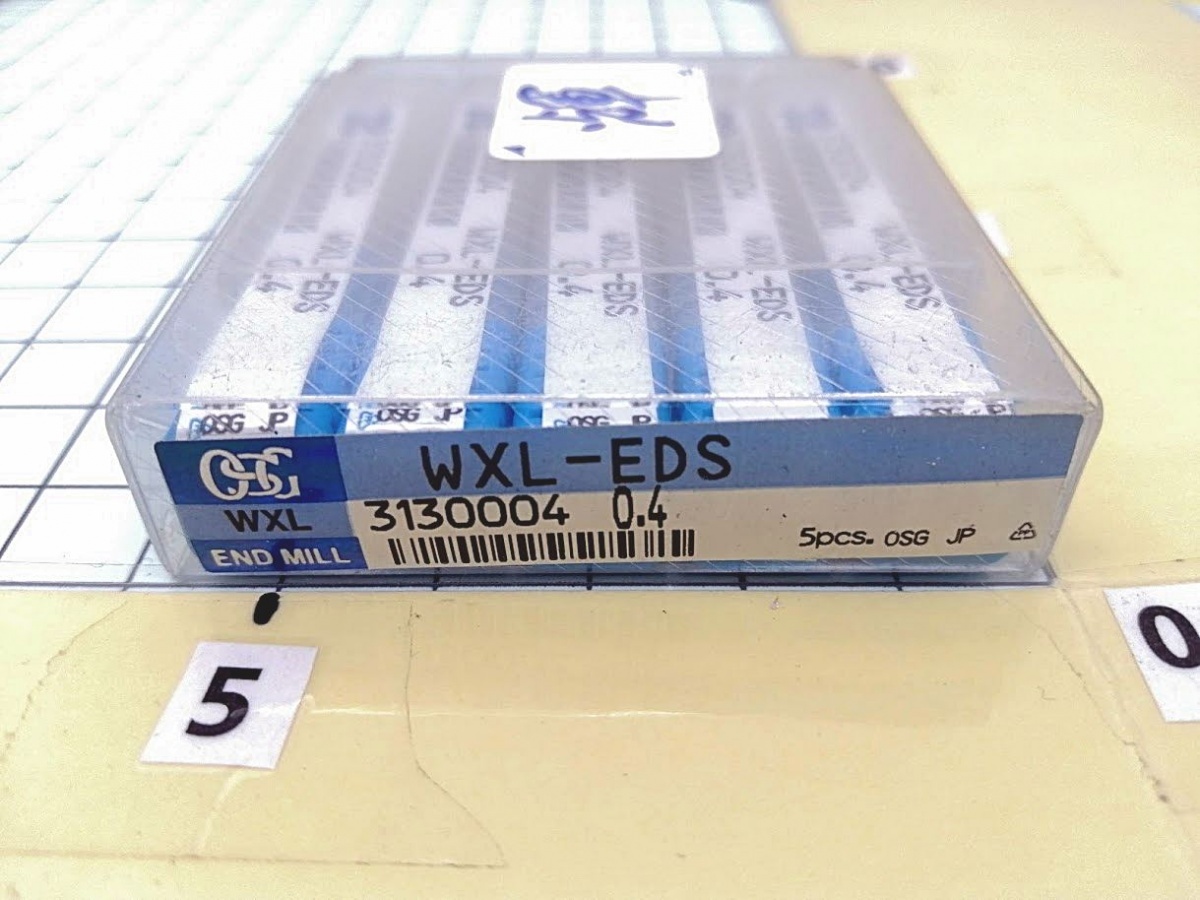 WXL-EDS 0.4
WXL-EDS 0.4
WXL-EDS 0.4
WXL-EDS 0.4
WXL-EDS 0.4
OSG JP
OSG JP
OSG JP
OSG
WXL
END MILL
WXL-EDS
3130004 0.4
5pcs. OSG JP
5
0